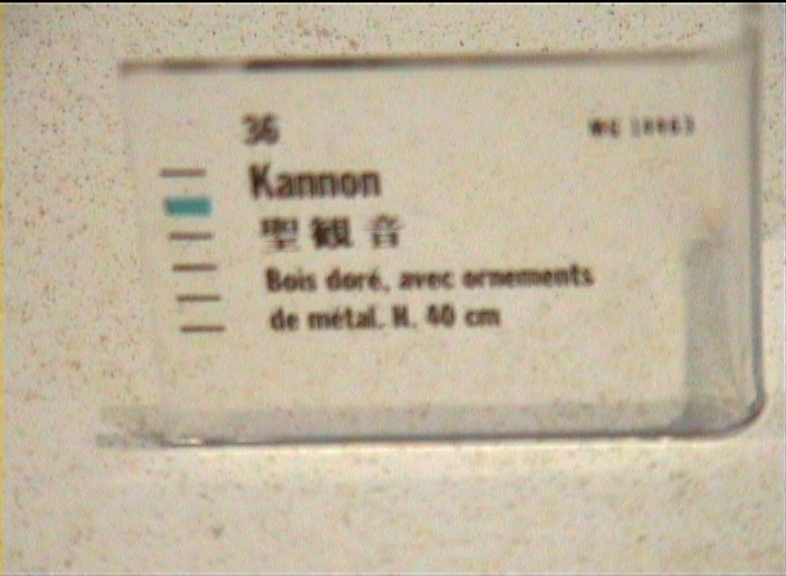 36
Kannon
聖観音
Bois doré, avec ornements
de métal. H. 40 cm